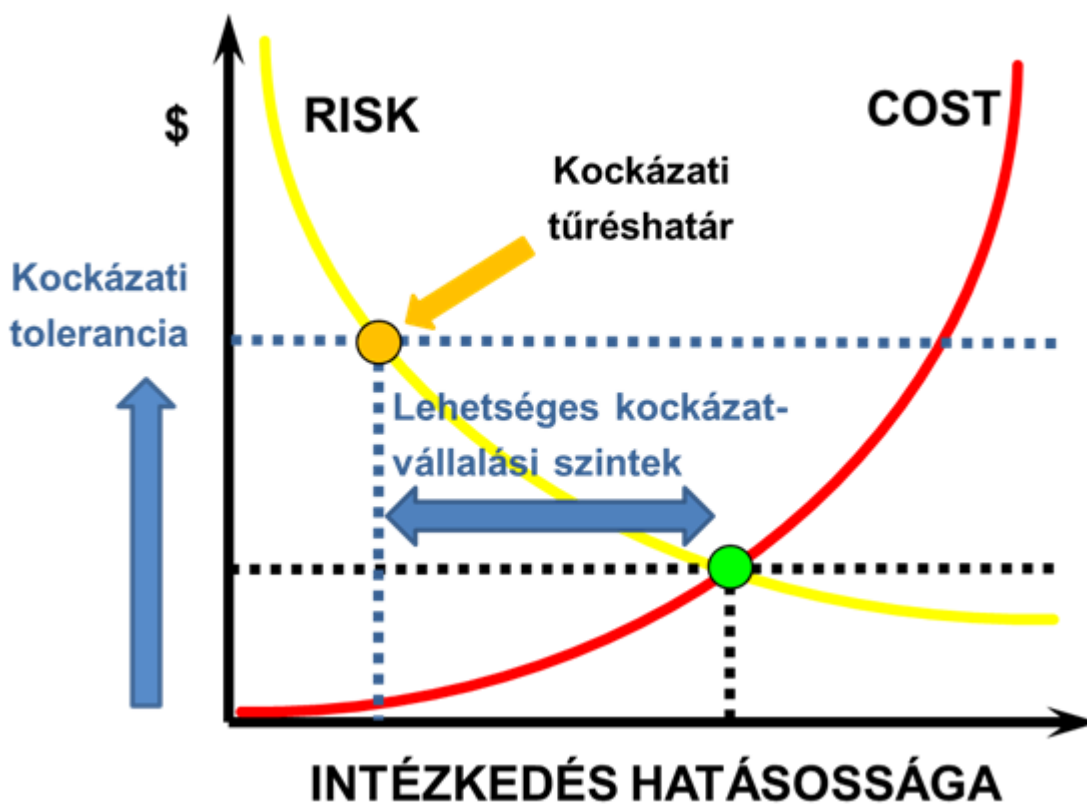 $
RISK
COST
Kockázati
tűréshatár
Kockázati
tolerancia
Lehetséges kockázat-
vállalási szintek
INTÉZKEDÉS HATÁSOSSÁGA